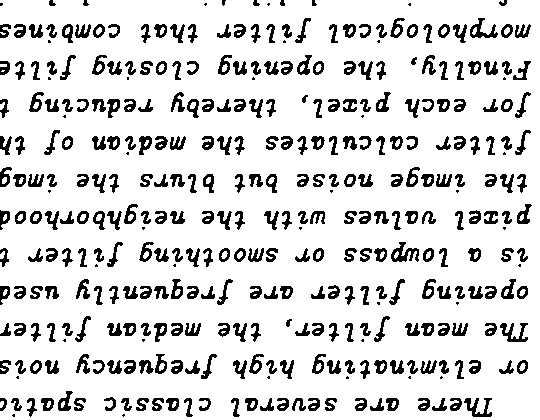 There are several classic spatia
or eliminating high frequency nois
The mean filter, the median filter
opening filter are frequently used
is a lowpass or smoothing filter t
pixel values with the neighborhood
the image noise but blurs the imag
filter calculates the median of th
for each pixel, thereby reducing t
Finally, the opening closing filte
morphological filter that combines